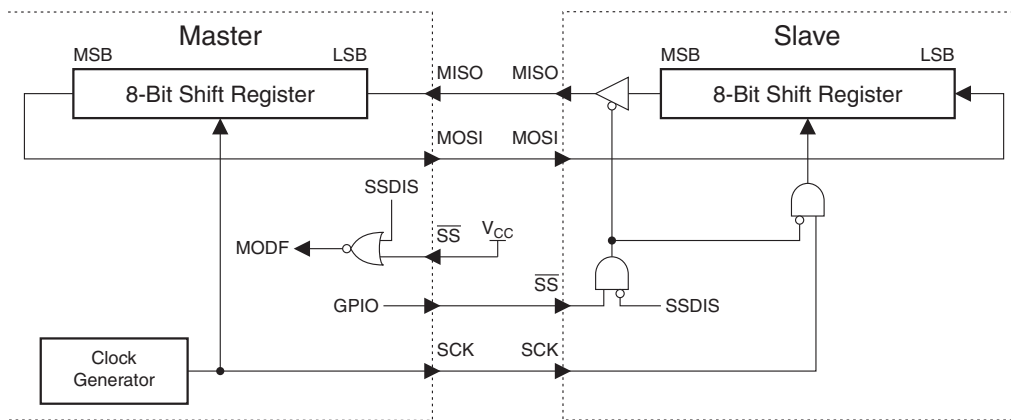 Master
Slave
MSB
LSB
8-Bit Shift Register
MISO
MISO
MSB
LSB
8-Bit Shift Register
MOSI
MOSI
SSDIS
MODF
SS
VCC
GPIO
SS
SSDIS
Clock
Generator
SCK
SCK